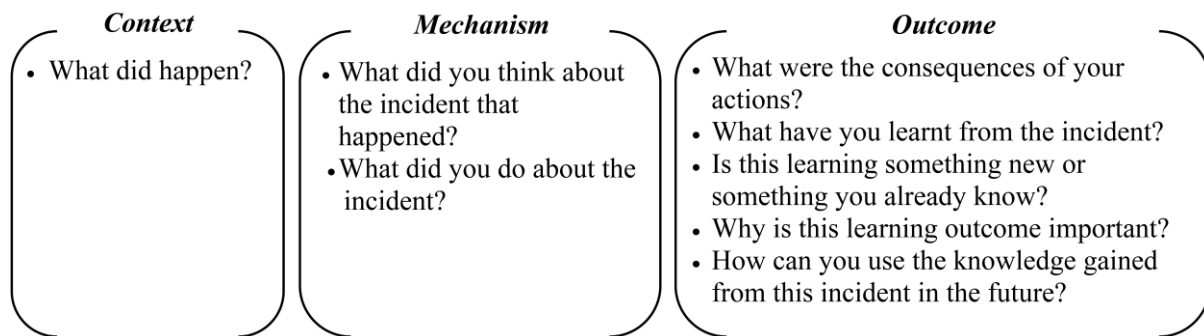 Context
• What did happen?
Mechanism
• What did you think about
the incident that
happened?
• What did you do about the
incident?
Outcome
• What were the consequences of your
actions?
• What have you learnt from the incident?
• Is this learning something new or
something you already know?
• Why is this learning outcome important?
• How can you use the knowledge gained
from this incident in the future?